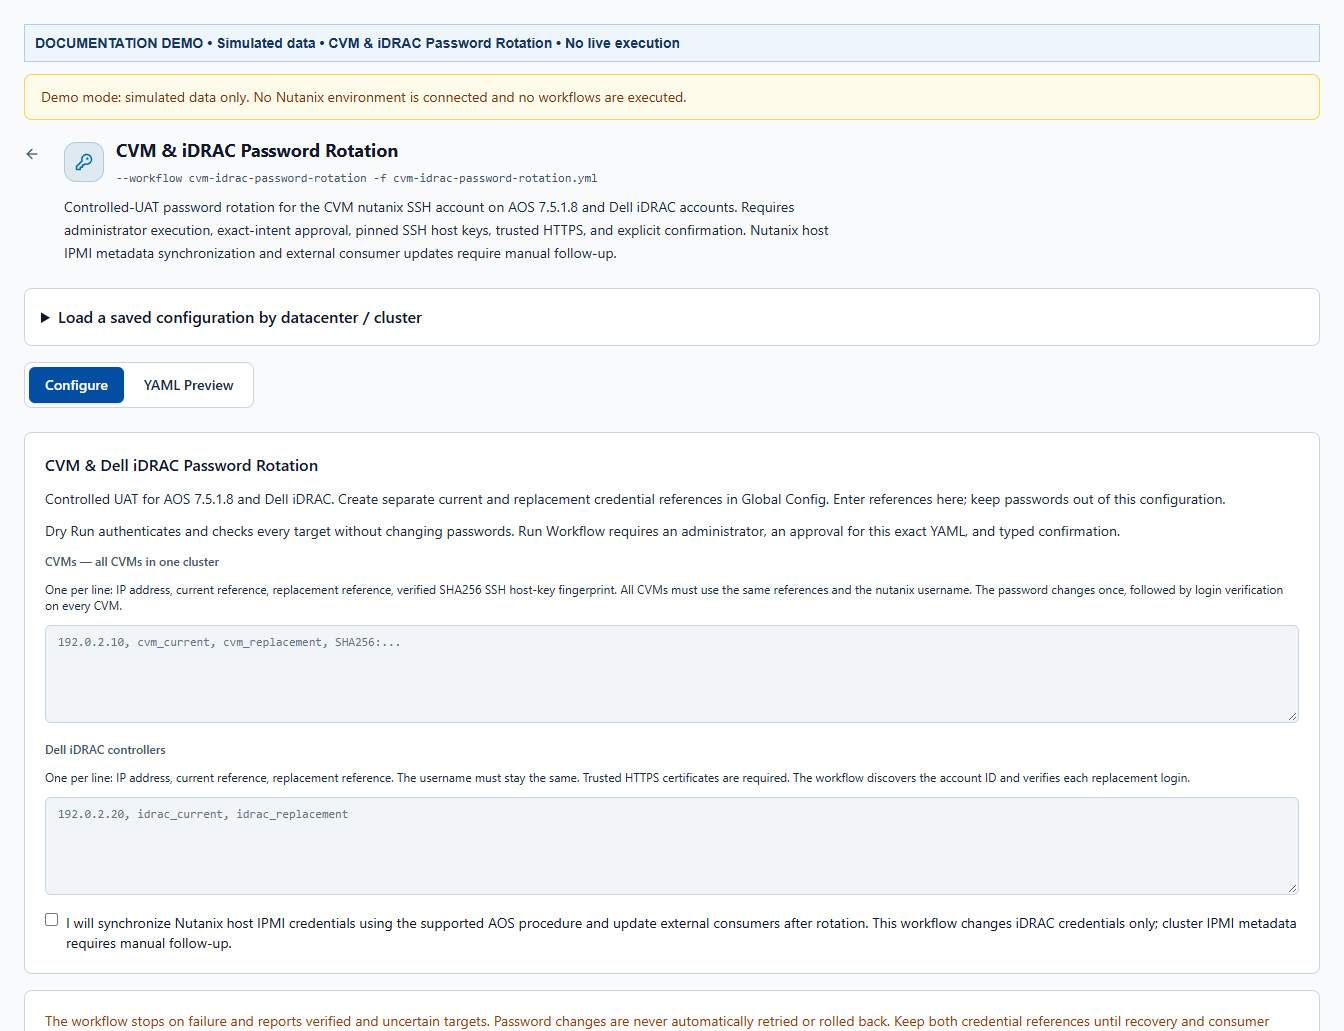 DOCUMENTATION DEMO • Simulated data • CVM & iDRAC Password Rotation • No live execution
Demo mode: simulated data only. No Nutanix environment is connected and no workflows are executed.
CVM & iDRAC Password Rotation
--workflow cvm-idrac-password-rotation -f cvm-idrac-password-rotation.yml
Controlled-UAT password rotation for the CVM nutanix SSH account on AOS 7.5.1.8 and Dell iDRAC accounts. Requires
administrator execution, exact-intent approval, pinned SSH host keys, trusted HTTPS, and explicit confirmation. Nutanix host
IPMI metadata synchronization and external consumer updates require manual follow-up.
Load a saved configuration by datacenter / cluster
Configure
YAML Preview
CVM & Dell iDRAC Password Rotation
Controlled UAT for AOS 7.5.1.8 and Dell iDRAC. Create separate current and replacement credential references in Global Config. Enter references here; keep passwords out of this configuration.
Dry Run authenticates and checks every target without changing passwords. Run Workflow requires an administrator, an approval for this exact YAML, and typed confirmation.
CVMs — all CVMs in one cluster
One per line: IP address, current reference, replacement reference, verified SHA256 SSH host-key fingerprint. All CVMs must use the same references and the nutanix username. The password changes once, followed by login verification
on every CVM.
192.0.2.10, cvm_current, cvm_replacement, SHA256:...
Dell iDRAC controllers
One per line: IP address, current reference, replacement reference. The username must stay the same. Trusted HTTPS certificates are required. The workflow discovers the account ID and verifies each replacement login.
192.0.2.20, idrac_current, idrac_replacement
I will synchronize Nutanix host IPMI credentials using the supported AOS procedure and update external consumers after rotation. This workflow changes iDRAC credentials only; cluster IPMI metadata
requires manual follow-up.
The workflow stops on failure and reports verified and uncertain targets. Password changes are never automatically retried or rolled back. Keep both credential references until recovery and consumer